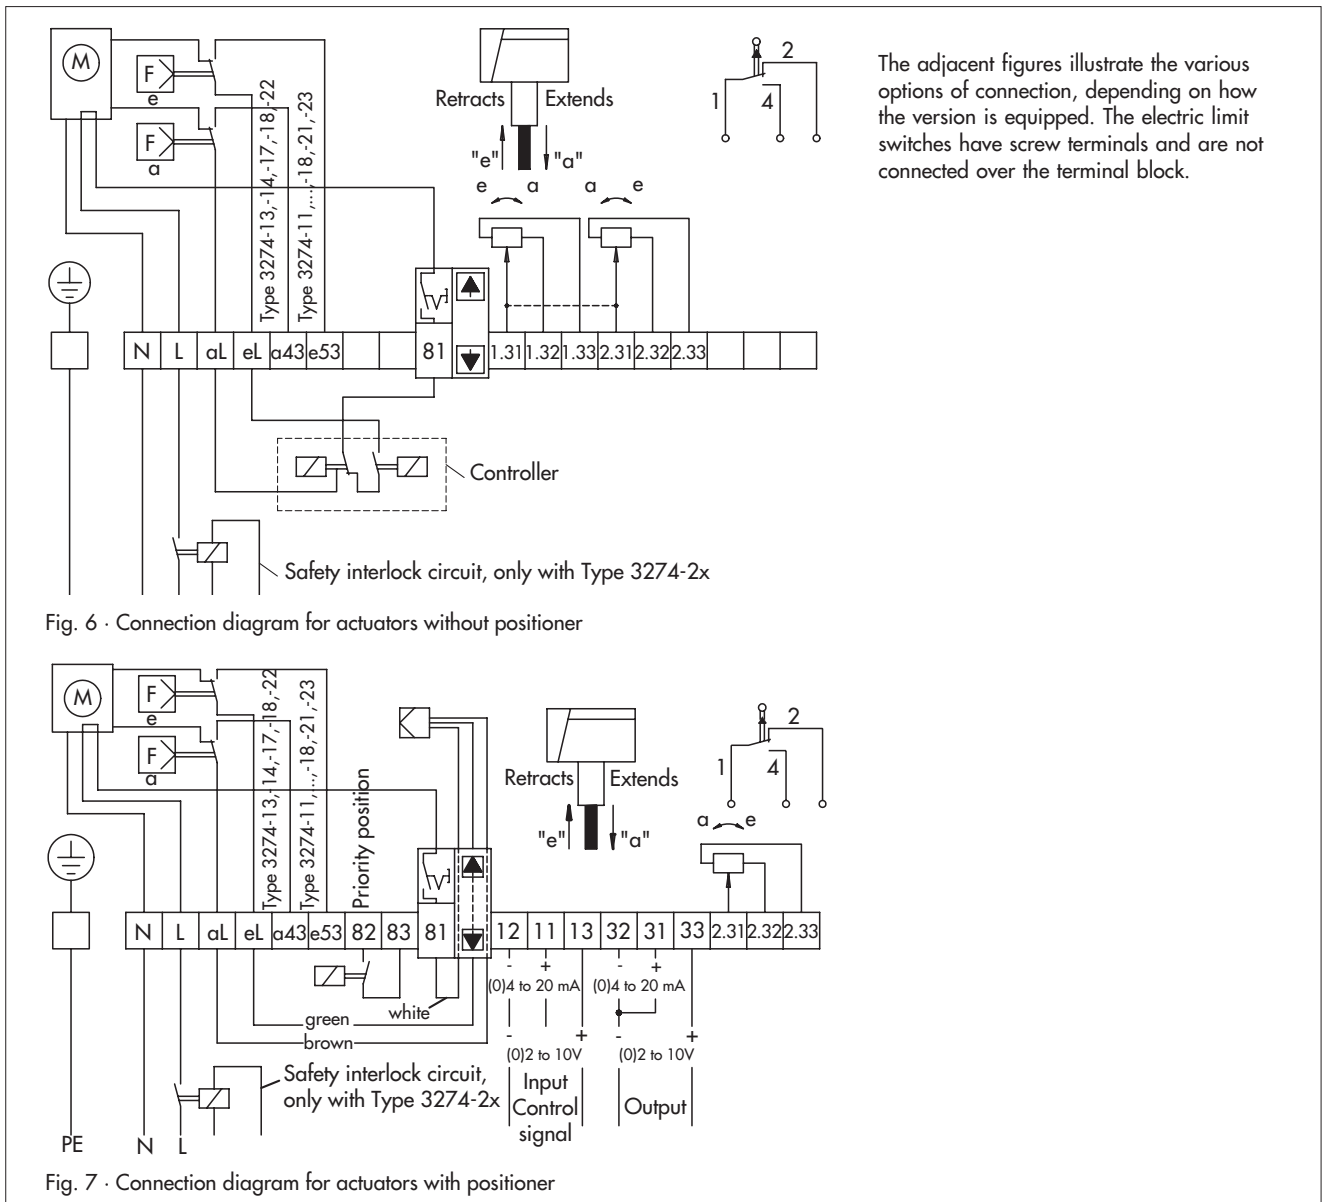 M
F
e
F
a
Type 3274-13,-14,-17,-18,-22
Type 3274-11,...,-18,-21,-23
Retracts
Extends
"e"
"a"
e
a
a
e
1
2
4
The adjacent figures illustrate the various
options of connection, depending on how
the version is equipped. The electric limit
switches have screw terminals and are not
connected over the terminal block.
N L aL eL a43 e53 81 1.31 1.32 1.33 2.31 2.32 2.33
Controller
Safety interlock circuit, only with Type 3274-2x
Fig. 6 · Connection diagram for actuators without positioner
M
F
e
F
a
Type 3274-13,-14,-17,-18,-22
Type 3274-11,...,-18,-21,-23
Priority position
Retracts
Extends
"e"
"a"
1
2
4
a
e
N L aL eL a43 e53 82 83 81 12 11 13 32 31 33 2.31 2.32 2.33
- + - +
(0)4 to 20 mA (0)4 to 20 mA
white
green
brown
- + - +
(0)2 to 10V (0)2 to 10V
Safety interlock circuit,
only with Type 3274-2x
Input
Control
signal
Output
PE N L
Fig. 7 · Connection diagram for actuators with positioner